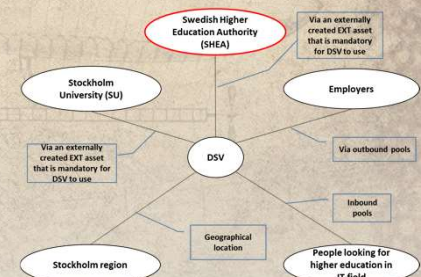 Swedish Higher
Education Authority
(SHEA)
Via an externally
created EXT asset
that is mandatory
for DSV to use
Stockholm
University (SU)
Employers
Via an externally
created EXT asset
that is mandatory for
DSV to use
DSV
Via outbound pools
Inbound
pools
Geographical
location
Stockholm region
People looking for
higher education in
IT field